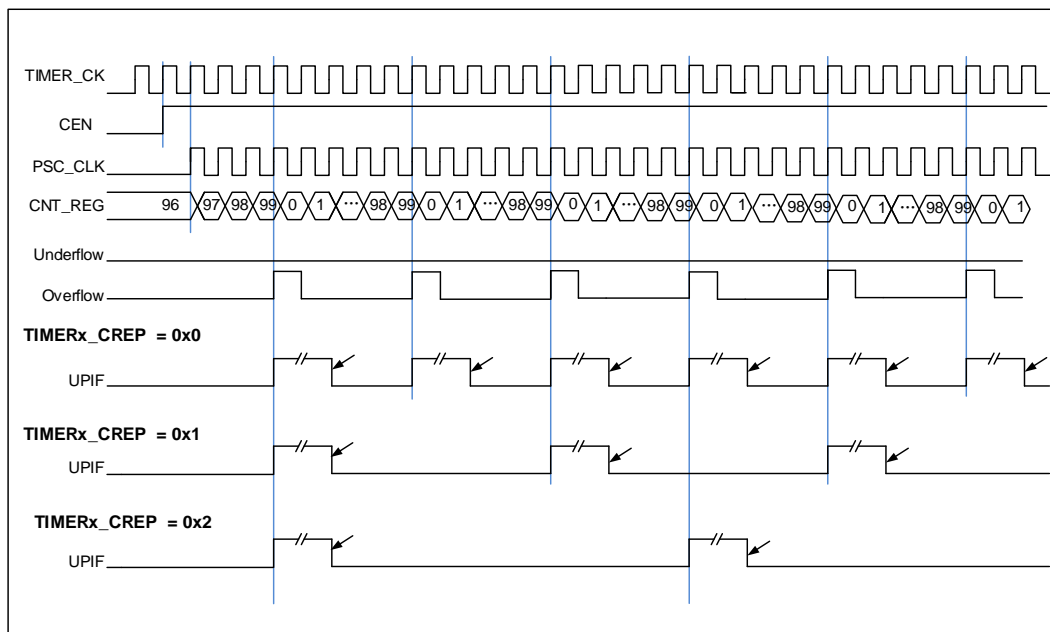 TIMER_CK
CEN
PSC_CLK
CNT_REG 96 97 98 99 0 1 ... 98 99 0 1 ... 98 99 0 1 ... 98 99 0 1 ... 98 99 0 1 ... 98 99 0 1
Underflow
Overflow
TIMERx_CREP = 0x0
UPIF
TIMERx_CREP = 0x1
UPIF
TIMERx_CREP = 0x2
UPIF